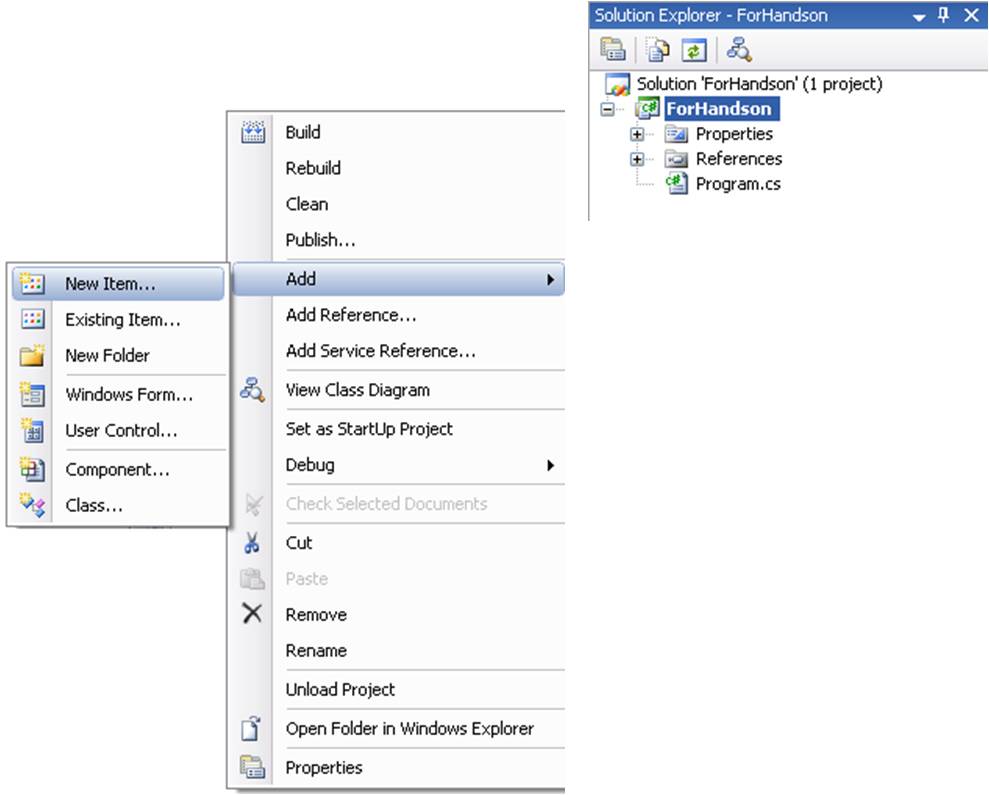 Solution Explorer - ForHandson
Solution 'ForHandson' (1 project)
ForHandson
Properties
References
Program.cs
Build
Rebuild
Clean
Publish...
Add
Add Reference...
Add Service Reference...
View Class Diagram
Set as StartUp Project
Debug
Check Selected Documents
Cut
Paste
Remove
Rename
Unload Project
Open Folder in Windows Explorer
Properties
New Item...
Existing Item...
New Folder
Windows Form...
User Control...
Component...
Class...